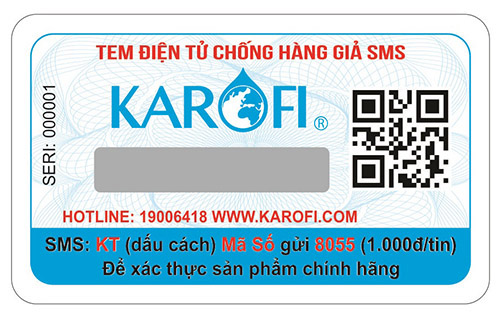 TEM ĐIỆN TỬ CHỐNG HÀNG GIẢ SMS
KAROFI®
SERI: 000001
HOTLINE: 19006418 WWW.KAROFI.COM
SMS: KT (dấu cách) Mã Số gửi 8055 (1.000đ/tin)
Để xác thực sản phẩm chính hãng